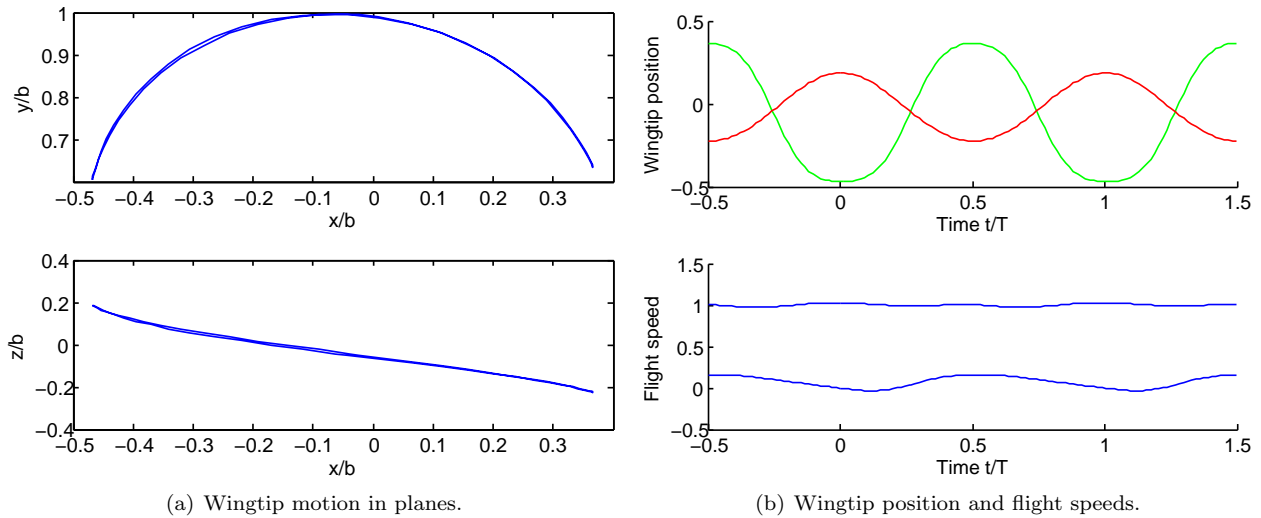 1
0.9
0.8
0.7
y/b
−0.5 −0.4 −0.3 −0.2 −0.1 0 0.1 0.2 0.3
x/b
0.4
0.2
0
−0.2
−0.4
z/b
−0.5 −0.4 −0.3 −0.2 −0.1 0 0.1 0.2 0.3
x/b
(a) Wingtip motion in planes.
0.5
0
−0.5
Wingtip position
−0.5 0 0.5 1 1.5
Time t/T
1.5
1
0.5
0
−0.5
Flight speed
−0.5 0 0.5 1 1.5
Time t/T
(b) Wingtip position and flight speeds.